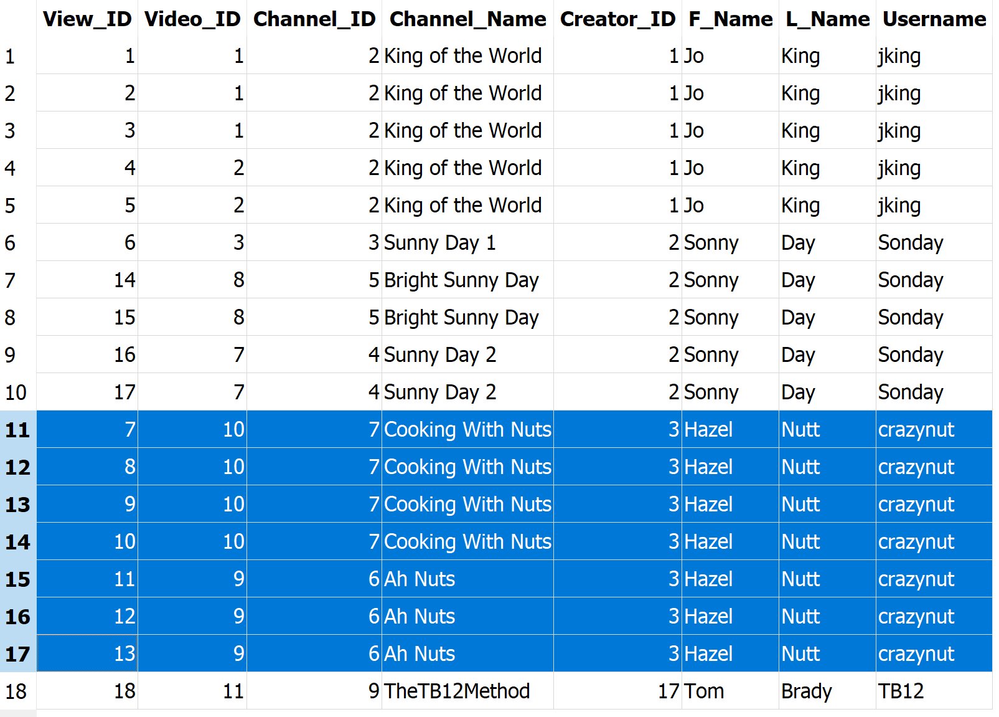 View_ID Video_ID Channel_ID Channel_Name Creator_ID F_Name L_Name Username
1 1 1 2 King of the World 1 Jo King jking
2 2 1 2 King of the World 1 Jo King jking
3 3 1 2 King of the World 1 Jo King jking
4 4 2 2 King of the World 1 Jo King jking
5 5 2 2 King of the World 1 Jo King jking
6 6 3 3 Sunny Day 1 2 Sonny Day Sonday
7 14 8 5 Bright Sunny Day 2 Sonny Day Sonday
8 15 8 5 Bright Sunny Day 2 Sonny Day Sonday
9 16 7 4 Sunny Day 2 2 Sonny Day Sonday
10 17 7 4 Sunny Day 2 2 Sonny Day Sonday
11 7 10 7 Cooking With Nuts 3 Hazel Nutt crazynut
12 8 10 7 Cooking With Nuts 3 Hazel Nutt crazynut
13 9 10 7 Cooking With Nuts 3 Hazel Nutt crazynut
14 10 10 7 Cooking With Nuts 3 Hazel Nutt crazynut
15 11 9 6 Ah Nuts 3 Hazel Nutt crazynut
16 12 9 6 Ah Nuts 3 Hazel Nutt crazynut
17 13 9 6 Ah Nuts 3 Hazel Nutt crazynut
18 18 11 9 TheTB12Method 17 Tom Brady TB12